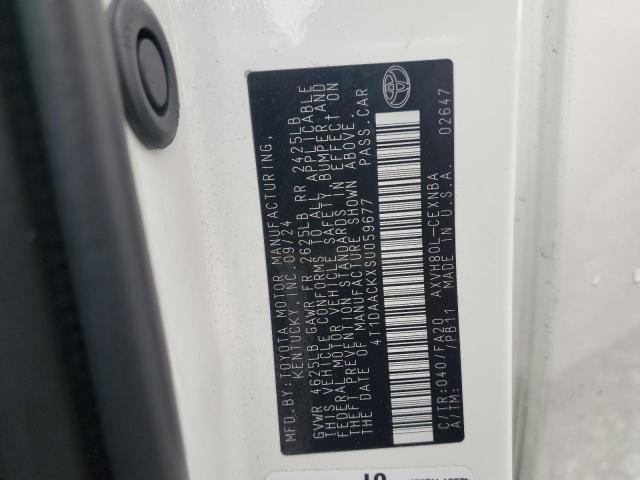 MFD.BY:TOYOTA MOTOR MANUFACTURING,
KENTUCKY, INC. 09/24
GVWR 4625LB GAWR FR 2625LB RR 2425LB
THIS VEHICLE CONFORMS TO ALL APPLICABLE
FEDERAL MOTOR VEHICLE SAFETY, BUMPER AND
THEFT PREVENTION STANDARDS IN EFFECT ON
THE DATE OF MANUFACTURE SHOWN ABOVE.
4T1DAACKXSU059677 PASS.CAR
C/TR:040/FA20 AXVH80L-CEXNBA
A/TM: /PB11 MADE IN U.S.A. 02647